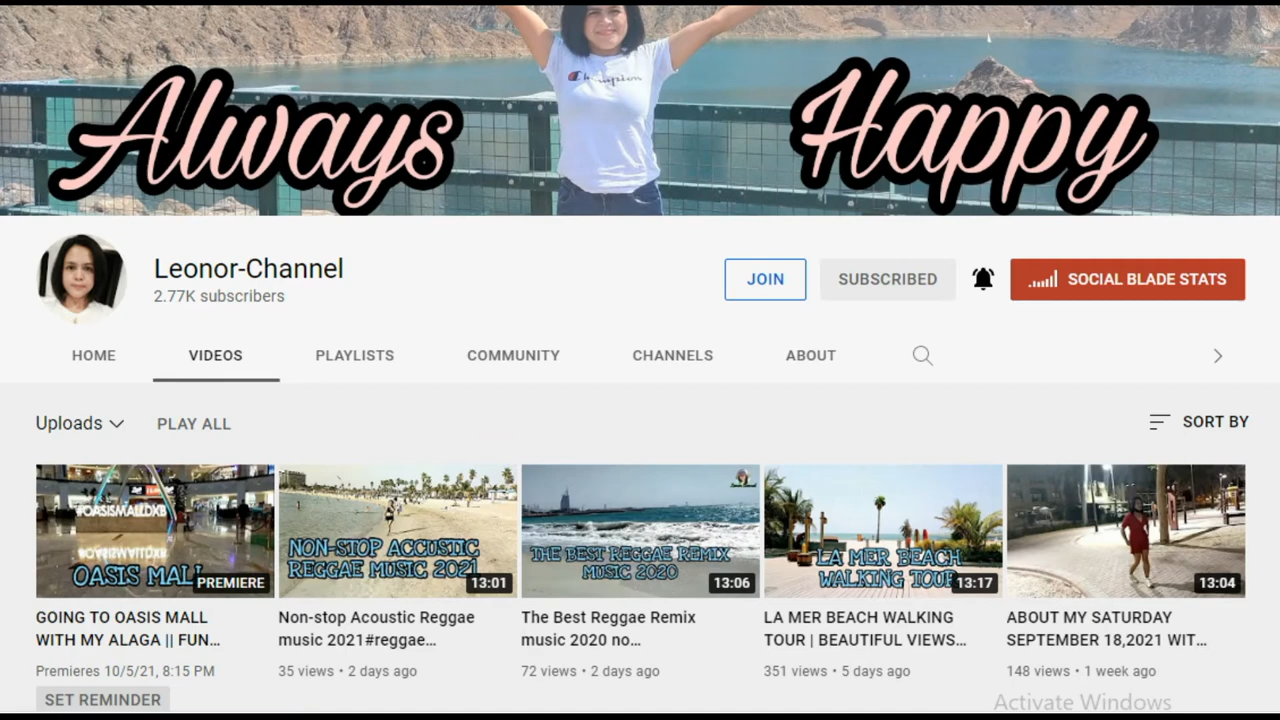 Always Happy
Champion
Leonor-Channel
2.77K subscribers
JOIN
SUBSCRIBED
SOCIAL BLADE STATS
HOME VIDEOS PLAYLISTS COMMUNITY CHANNELS ABOUT
Uploads PLAY ALL SORT BY
#OASISMALLDXB
OASIS MALL
PREMIERE
NON-STOP ACCUSTIC
REGGAE MUSIC 2021
13:01
THE BEST REGGAE REMIX
MUSIC 2020
13:06
LA MER BEACH
WALKING TOUR
13:17
13:04
GOING TO OASIS MALL
WITH MY ALAGA || FUN...
Premieres 10/5/21, 8:15 PM
SET REMINDER
Non-stop Acoustic Reggae
music 2021#reggae...
35 views • 2 days ago
The Best Reggae Remix
music 2020 no...
72 views • 2 days ago
LA MER BEACH WALKING
TOUR | BEAUTIFUL VIEWS...
351 views • 5 days ago
ABOUT MY SATURDAY
SEPTEMBER 18,2021 WIT...
148 views • 1 week ago
Activate Windows